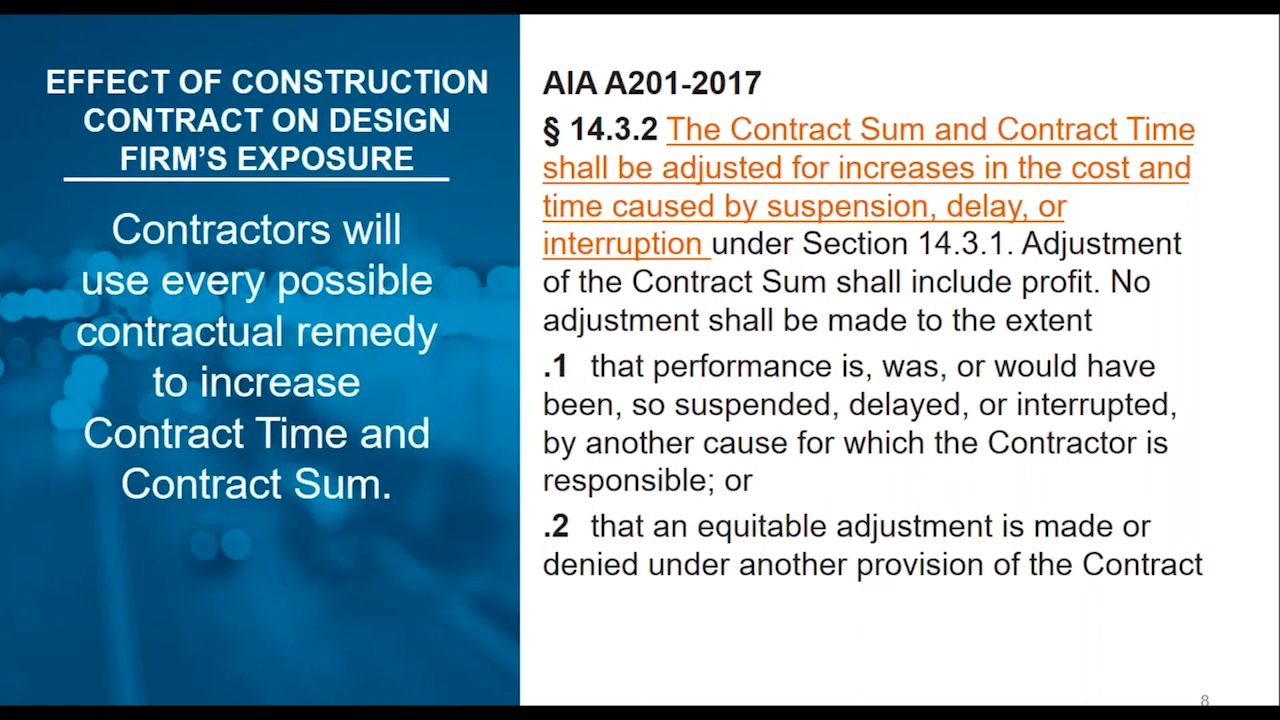 EFFECT OF CONSTRUCTION
CONTRACT ON DESIGN
FIRM'S EXPOSURE
Contractors will
use every possible
contractual remedy
to increase
Contract Time and
Contract Sum.
AIA A201-2017
§ 14.3.2 The Contract Sum and Contract Time
shall be adjusted for increases in the cost and
time caused by suspension, delay, or
interruption under Section 14.3.1. Adjustment
of the Contract Sum shall include profit. No
adjustment shall be made to the extent
.1 that performance is, was, or would have
been, so suspended, delayed, or interrupted,
by another cause for which the Contractor is
responsible; or
.2 that an equitable adjustment is made or
denied under another provision of the Contract
8